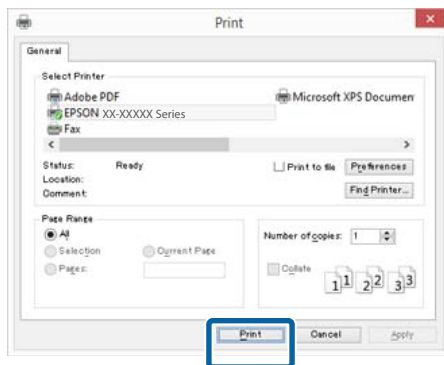 Print
General
Select Printer
Adobe PDF Microsoft XPS Documen
EPSON XX-XXXXX Series
Fax
Status: Ready Print to file Preferences
Location:
Comment: Find Printer...
Page Range
All Number of copies: 1
Selection Current Page
Pages: Collate
1 1 2 2 3 3
Print Cancel Apply